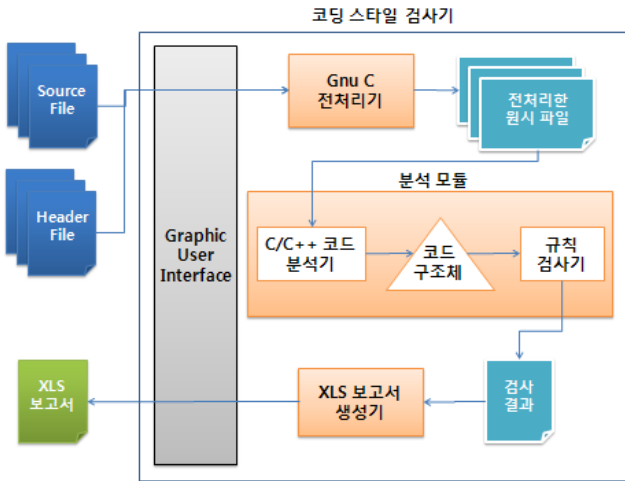 코딩 스타일 검사기
Source
File
Gnu C
전처리기
전처리한
원시 파일
Header
File
Graphic
User
Interface
분석 모듈
C/C++ 코드
분석기
코드
구조체
규칙
검사기
XLS
보고서
XLS 보고서
생성기
검사
결과